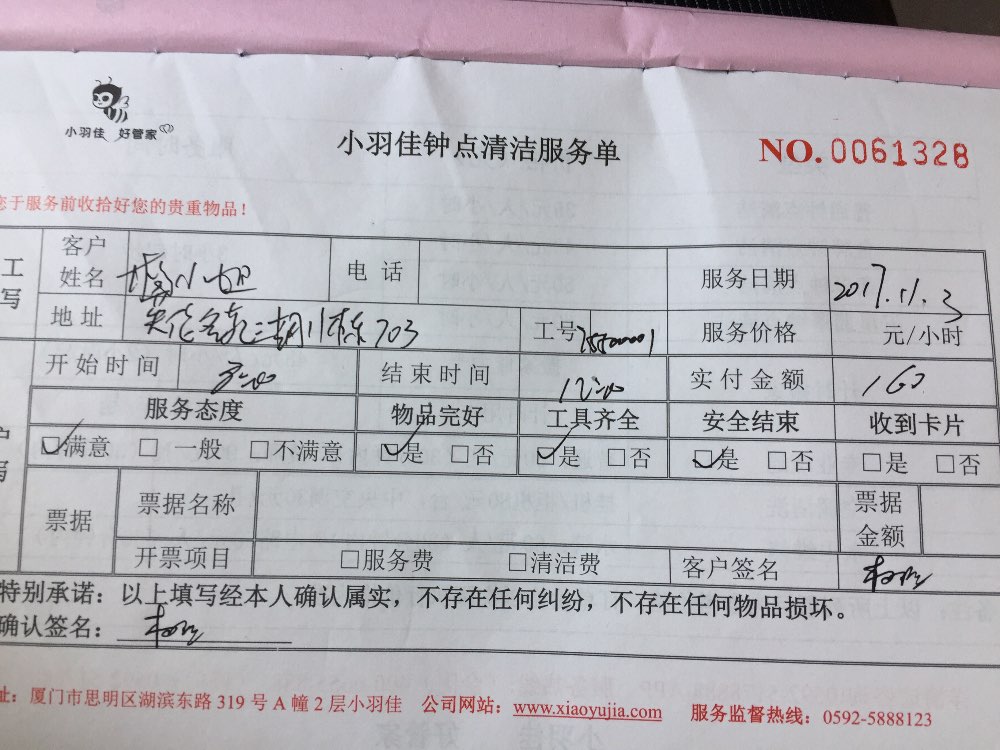 小羽佳 好管家
小羽佳钟点清洁服务单
NO. 0061328
您于服务前收拾好您的贵重物品！
工
写
客户
姓名
小姐
电 话
服务日期
2017.11.3
地址
703
工号
服务价格
元/小时
开始时间
结束时间
12:00
实付金额
160
服务态度
物品完好
工具齐全
安全结束
收到卡片
户
写
☑满意 □ 一般 □不满意
☑是 □否
☑是 □否
☑是 □否
□是 □否
票据
票据名称
票据
金额
开票项目
□服务费
□清洁费
客户签名
特别承诺：以上填写经本人确认属实，不存在任何纠纷，不存在任何物品损坏。
确认签名：
址：厦门市思明区湖滨东路 319 号 A 幢 2 层小羽佳 公司网站：www.xiaoyujia.com 服务监督热线：0592-5888123